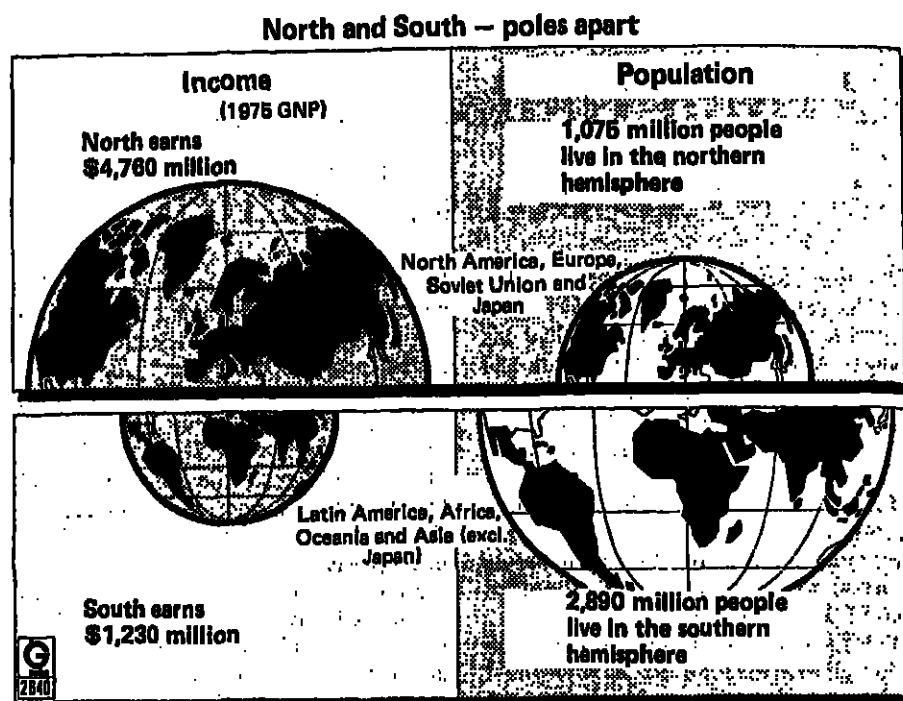 North and South — poles apart
Income
(1975 GNP)
North earns
$4,760 million
Population
1,075 million people
live in the northern
hemisphere
North America, Europe,
Soviet Union and
Japan
Latin America, Africa,
Oceania and Asia (excl.
Japan)
South earns
$1,230 million
2,890 million people
live in the southern
hemisphere
G
2840